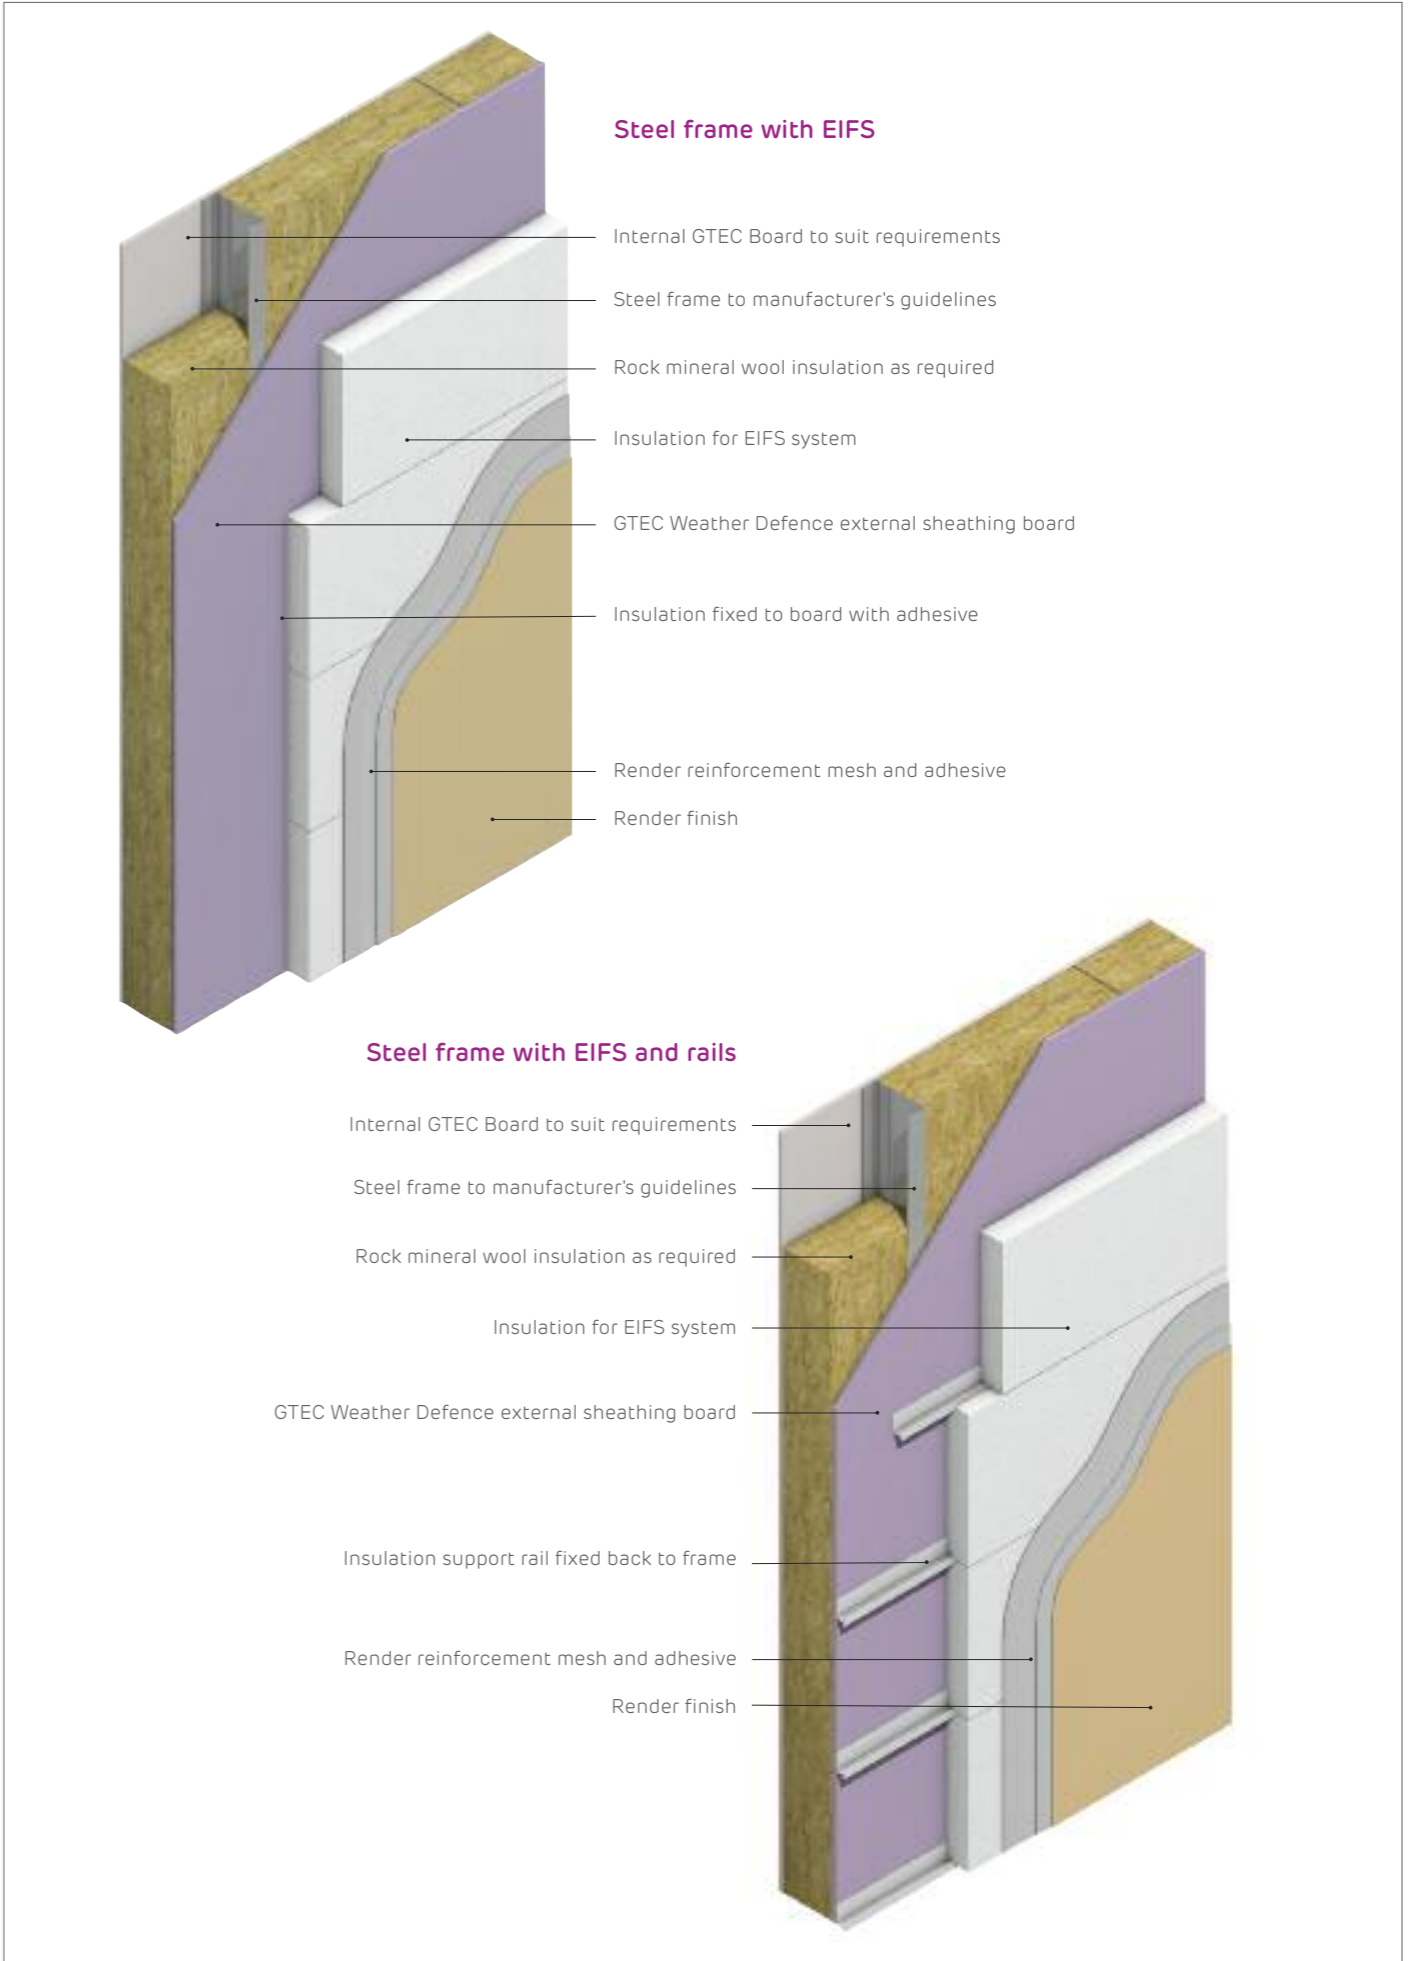 Steel frame with EIFS
Internal GTEC Board to suit requirements
Steel frame to manufacturer's guidelines
Rock mineral wool insulation as required
Insulation for EIFS system
GTEC Weather Defence external sheathing board
Insulation fixed to board with adhesive
Render reinforcement mesh and adhesive
Render finish
Steel frame with EIFS and rails
Internal GTEC Board to suit requirements
Steel frame to manufacturer's guidelines
Rock mineral wool insulation as required
Insulation for EIFS system
GTEC Weather Defence external sheathing board
Insulation support rail fixed back to frame
Render reinforcement mesh and adhesive
Render finish